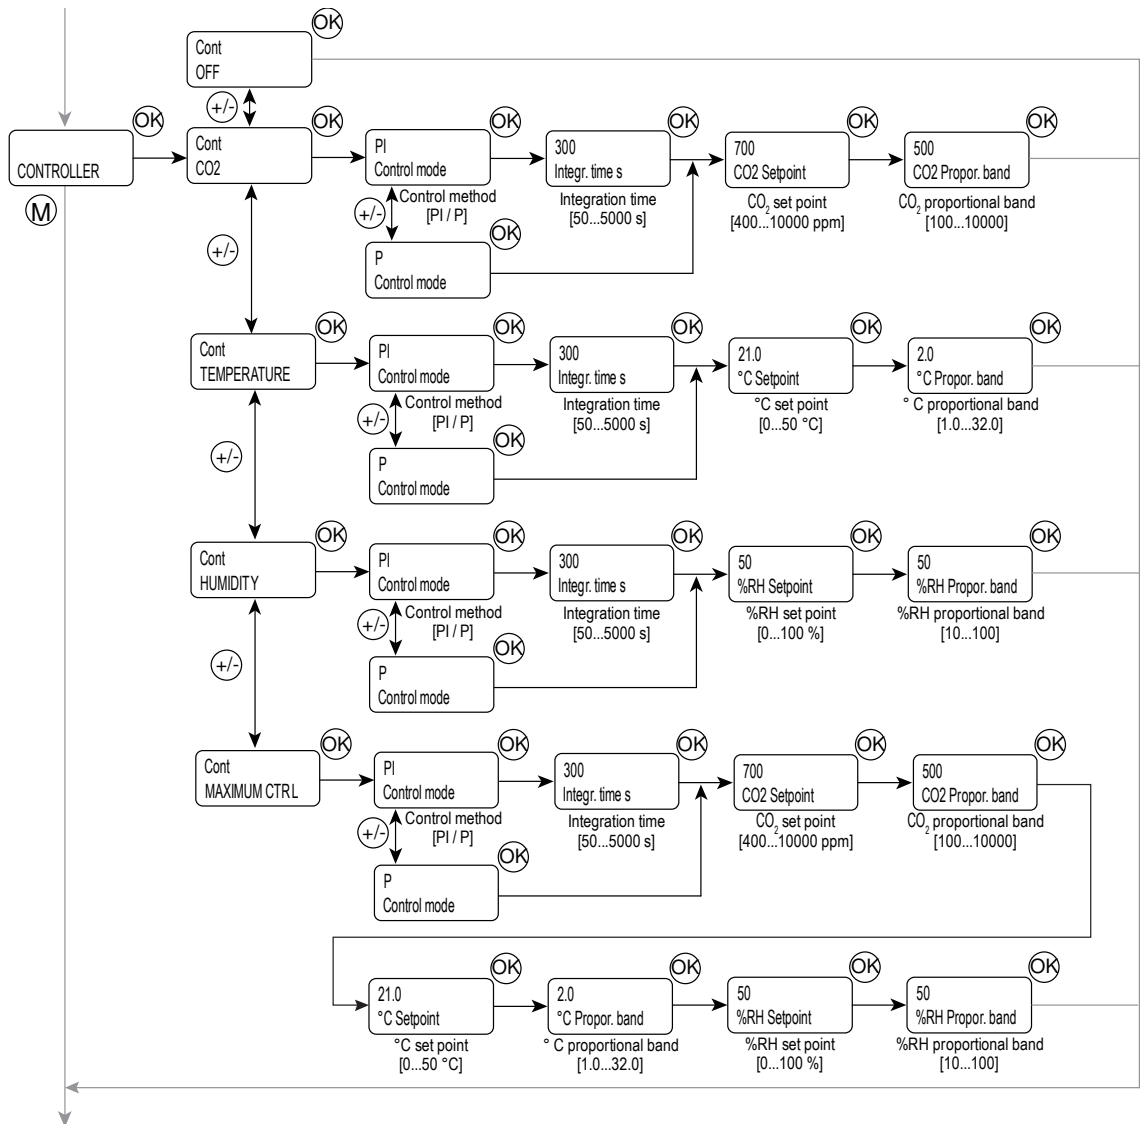 OK
Cont
OFF
+/-
OK
OK
OK
OK
OK
OK
CONTROLLER
Cont
CO2
PI
Control mode
300
Integr. time s
700
CO2 Setpoint
500
CO2 Propor. band
M
+/-
Control method
[PI / P]
Integration time
[50...5000 s]
CO2 set point
[400...10000 ppm]
CO2 proportional band
[100...10000]
+/-
OK
P
Control mode
OK
OK
OK
OK
OK
Cont
TEMPERATURE
PI
Control mode
300
Integr. time s
21.0
°C Setpoint
2.0
°C Propor. band
+/-
Control method
[PI / P]
Integration time
[50...5000 s]
°C set point
[0...50 °C]
° C proportional band
[1.0...32.0]
+/-
OK
P
Control mode
OK
OK
OK
OK
OK
Cont
HUMIDITY
PI
Control mode
300
Integr. time s
50
%RH Setpoint
50
%RH Propor. band
+/-
Control method
[PI / P]
Integration time
[50...5000 s]
%RH set point
[0...100 %]
%RH proportional band
[10...100]
+/-
OK
P
Control mode
OK
OK
OK
OK
OK
Cont
MAXIMUM CTRL
PI
Control mode
300
Integr. time s
700
CO2 Setpoint
500
CO2 Propor. band
+/-
Control method
[PI / P]
Integration time
[50...5000 s]
CO2 set point
[400...10000 ppm]
CO2 proportional band
[100...10000]
OK
P
Control mode
OK
OK
OK
OK
21.0
°C Setpoint
2.0
°C Propor. band
50
%RH Setpoint
50
%RH Propor. band
°C set point
[0...50 °C]
° C proportional band
[1.0...32.0]
%RH set point
[0...100 %]
%RH proportional band
[10...100]